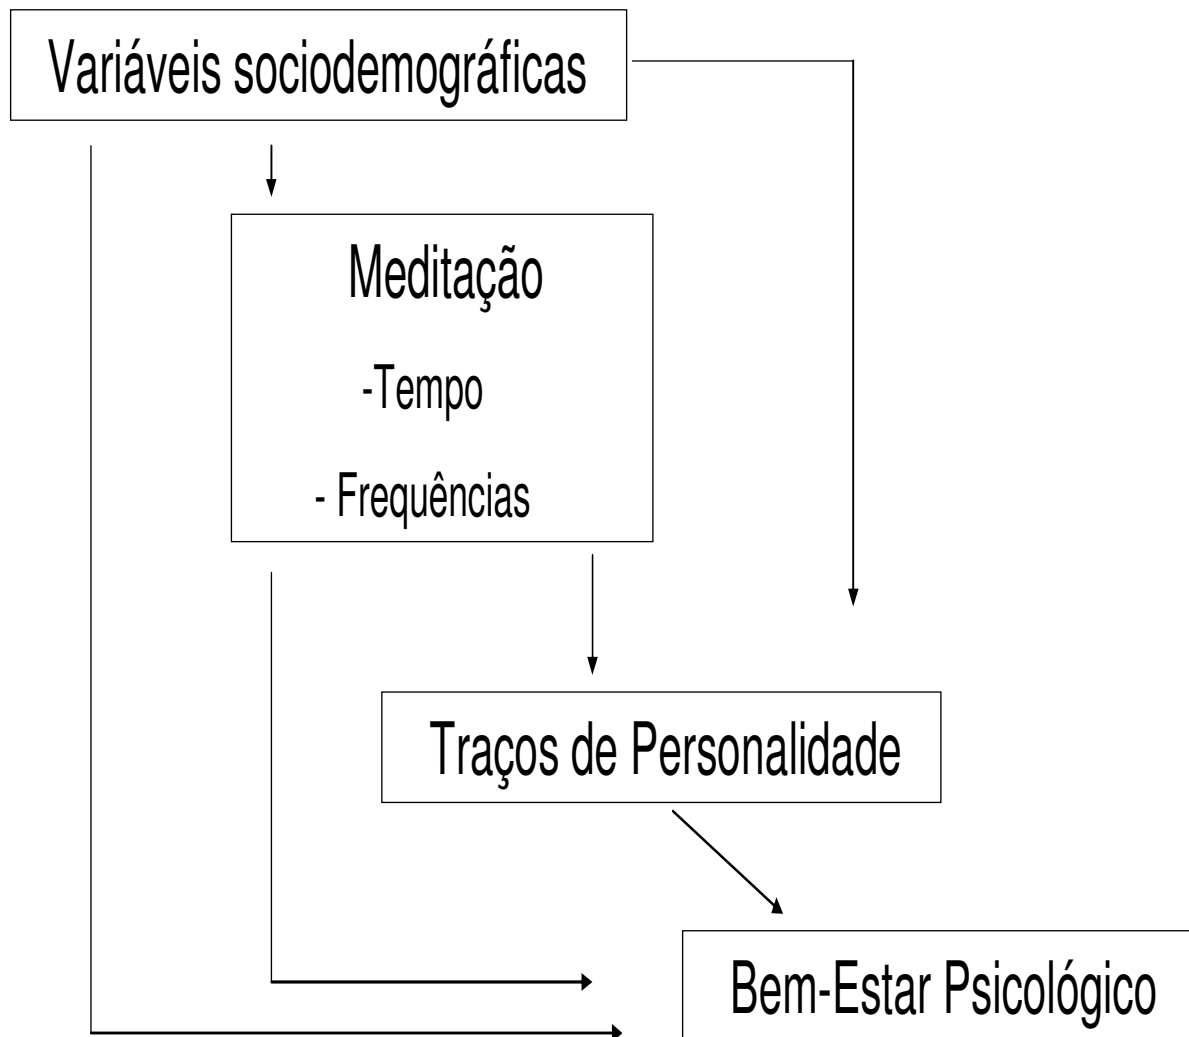 Variáveis sociodemográficas
Meditação
-Tempo
- Frequências
Traços de Personalidade
Bem-Estar Psicológico